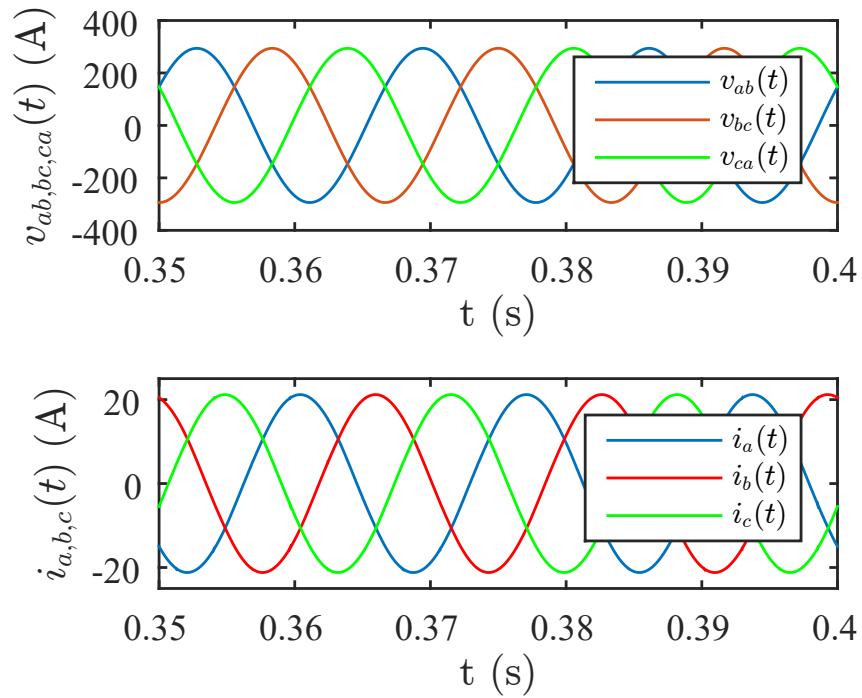 v_{ab,bc,ca}(t) (A)
400
200
0
-200
-400
v_{ab}(t)
v_{bc}(t)
v_{ca}(t)
0.35 0.36 0.37 0.38 0.39 0.4
t (s)
i_{a,b,c}(t) (A)
20
0
-20
i_a(t)
i_b(t)
i_c(t)
0.35 0.36 0.37 0.38 0.39 0.4
t (s)